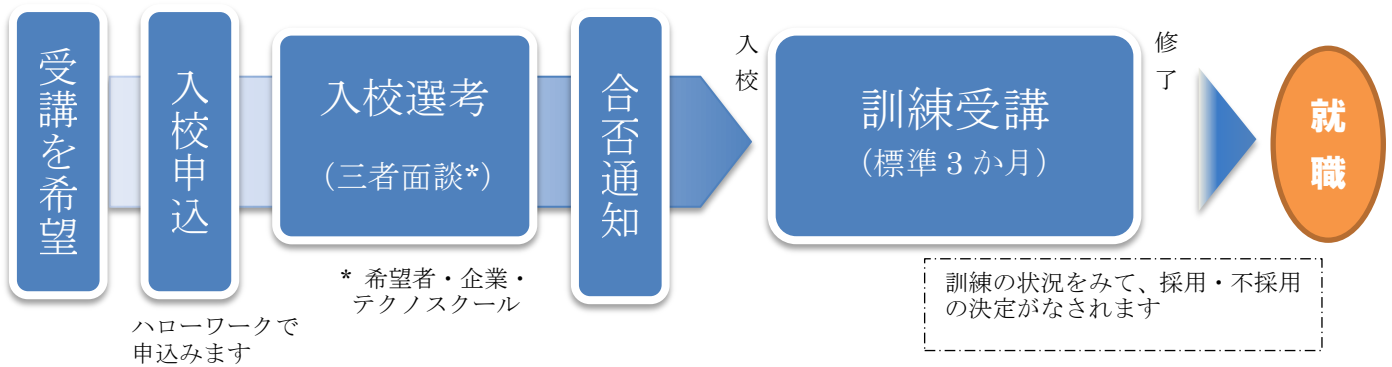 受講を希望
入校申込
ハローワークで
申込みます
入校選考
（三者面談*）
* 希望者・企業・
テクノスクール
合否通知
入校
訓練受講
（標準３か月）
修了
訓練の状況をみて、採用・不採用
の決定がなされます
就職